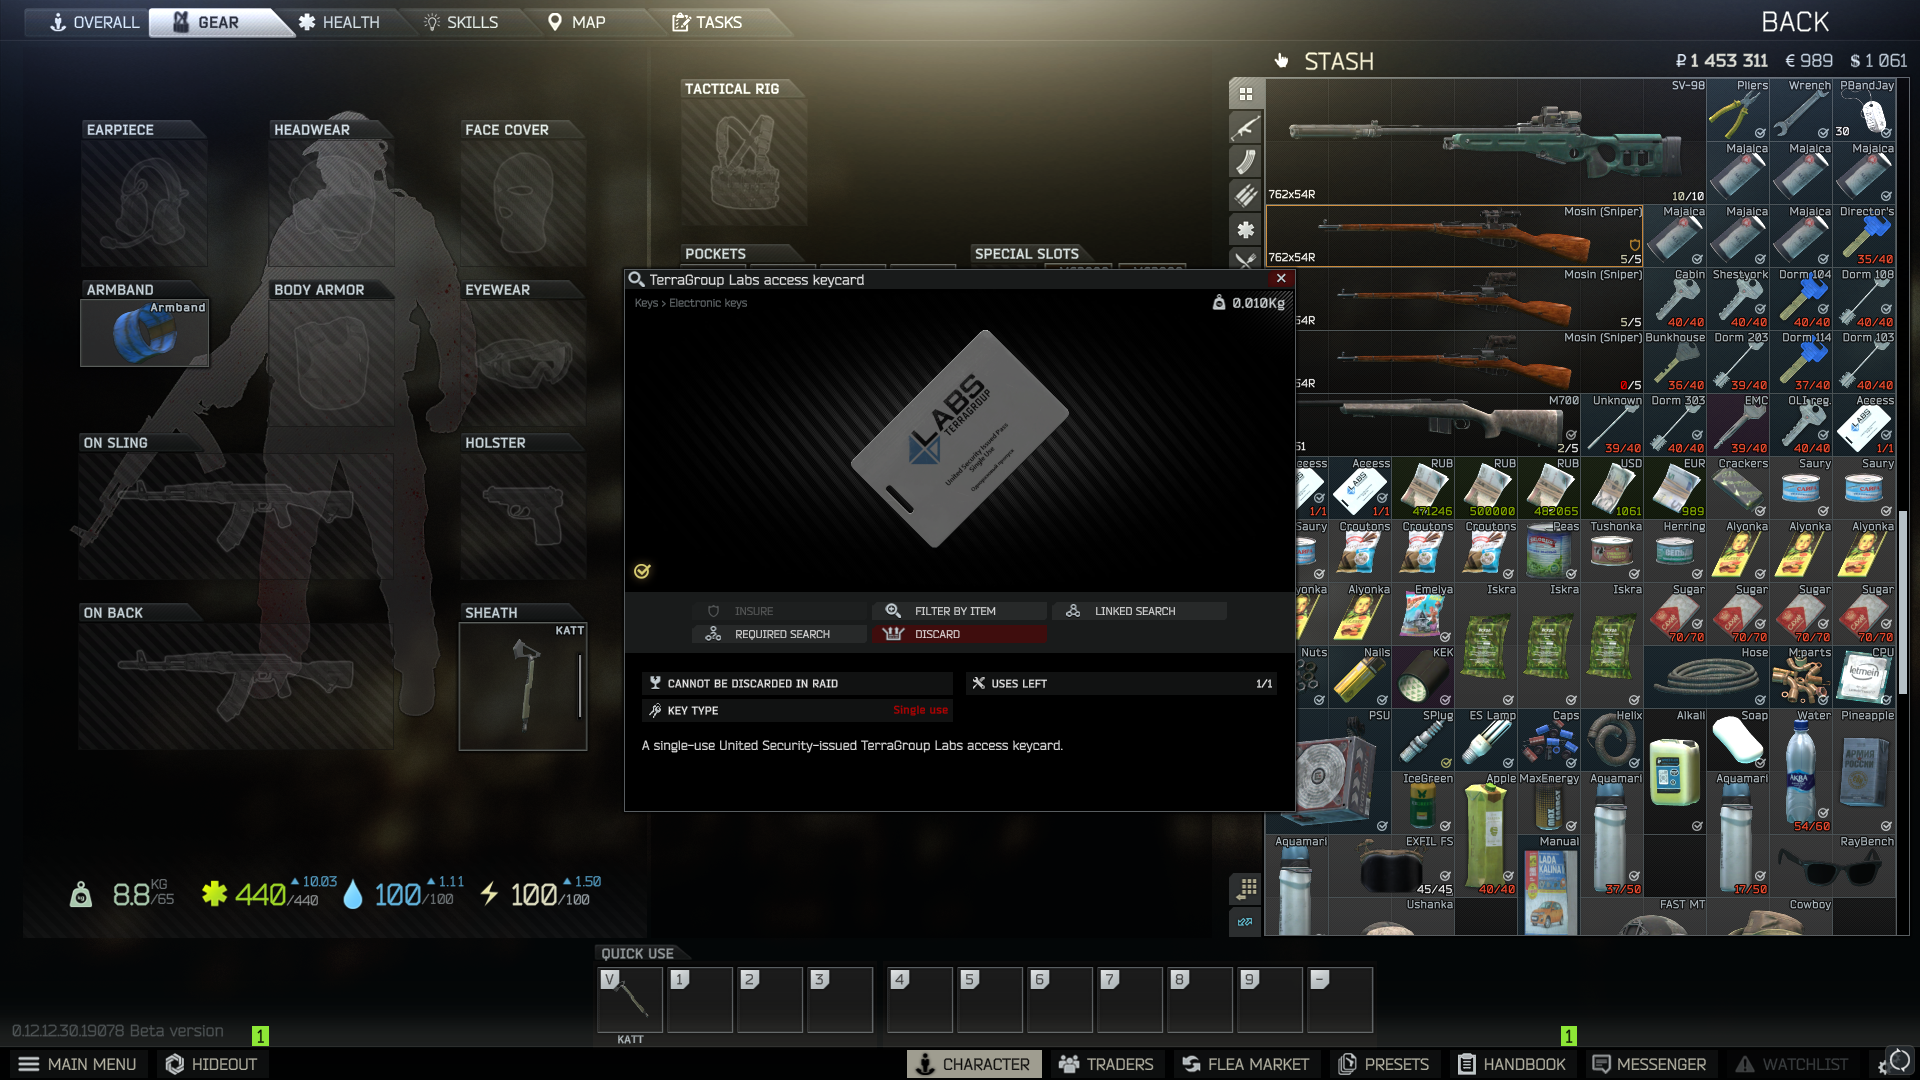 OVERALL
GEAR
HEALTH
SKILLS
MAP
TASKS
BACK
STASH
₽ 1 453 311
€ 989
$ 1 061
EARPIECE
HEADWEAR
FACE COVER
ARMBAND
Armband
BODY ARMOR
EYEWEAR
ON SLING
HOLSTER
ON BACK
SHEATH
KATT
TACTICAL RIG
POCKETS
SPECIAL SLOTS
TerraGroup Labs access keycard
Keys > Electronic keys
0.010Kg
LABS
TERRAGROUP
United Security Issued Pass
Single Use
INSURE
FILTER BY ITEM
LINKED SEARCH
REQUIRED SEARCH
DISCARD
CANNOT BE DISCARDED IN RAID
USES LEFT
1/1
KEY TYPE
Single use
A single-use United Security-issued TerraGroup Labs access keycard.
SV-98
762x54R
10/10
Pliers
Wrench
PBandJay
30
Majaica
Majaica
Majaica
Mosin (Sniper)
762x54R
5/5
Majaica
Majaica
Majaica
Director's
35/40
Mosin (Sniper)
54R
5/5
Cabin
40/40
Shestyork
40/40
Dorm 104
40/40
Dorm 108
40/40
Mosin (Sniper)
54R
0/5
Bunkhouse
36/40
Dorm 203
39/40
Dorm 114
37/40
Dorm 103
40/40
M700
51
2/5
Unknown
39/40
Dorm 303
40/40
EMC
39/40
OLI reg.
40/40
Access
1/1
ccess
1/1
Access
1/1
RUB
471246
RUB
500000
RUB
482065
USD
1061
EUR
989
Crackers
Saury
Saury
Saury
Croutons
Croutons
Croutons
Peas
Tushonka
Herring
Alyonka
Alyonka
Alyonka
yonka
Alyonka
Emelya
Iskra
Iskra
Iskra
Sugar
70/70
Sugar
70/70
Sugar
70/70
Sugar
70/70
Nuts
Nails
KEK
Hose
M.parts
CPU
letmein
PSU
SPlug
ES Lamp
Caps
Helix
Alkali
Soap
Water
АКВА
54/60
Pineapple
АРМИЯ
РОССИИ
IceGreen
Apple
40/40
MaxEnergy
MAX
ENERGY
Aquamari
37/50
Aquamari
17/50
Aquamari
EXFIL FS
45/45
Manual
LADA
KALINA
RayBench
Ushanka
FAST MT
Cowboy
8.8 KG /65
440 /440 ▲ 10.03
100 /100 ▲ 1.11
100 /100 ▲ 1.50
QUICK USE
V
1
2
3
4
5
6
7
8
9
-
KATT
0.12.12.30.19078 Beta version
1
1
MAIN MENU
HIDEOUT
CHARACTER
TRADERS
FLEA MARKET
PRESETS
HANDBOOK
MESSENGER
WATCHLIST